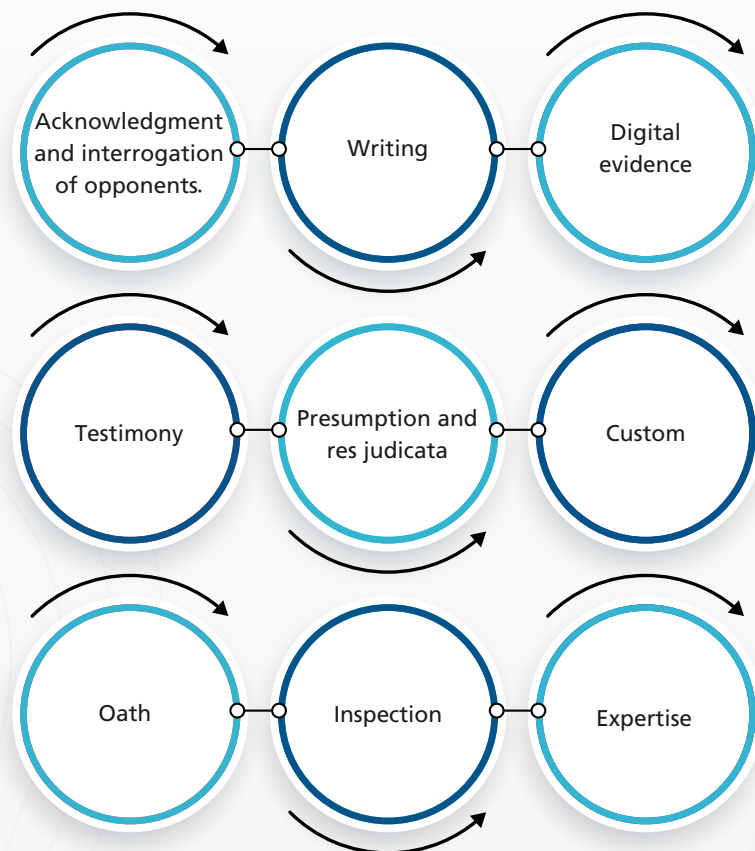 Acknowledgment
and interrogation
of opponents.
Writing
Digital
evidence
Testimony
Presumption and
res judicata
Custom
Oath
Inspection
Expertise